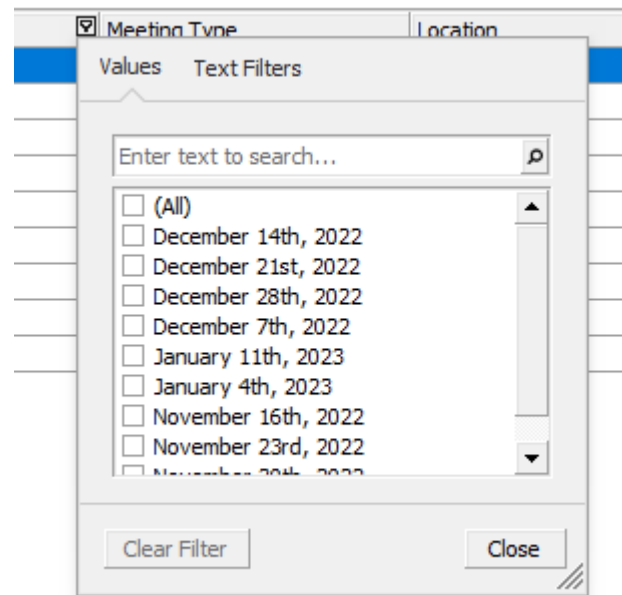 Meeting Type Location
Values Text Filters
Enter text to search...
(All)
December 14th, 2022
December 21st, 2022
December 28th, 2022
December 7th, 2022
January 11th, 2023
January 4th, 2023
November 16th, 2022
November 23rd, 2022
November 2022
Clear Filter Close